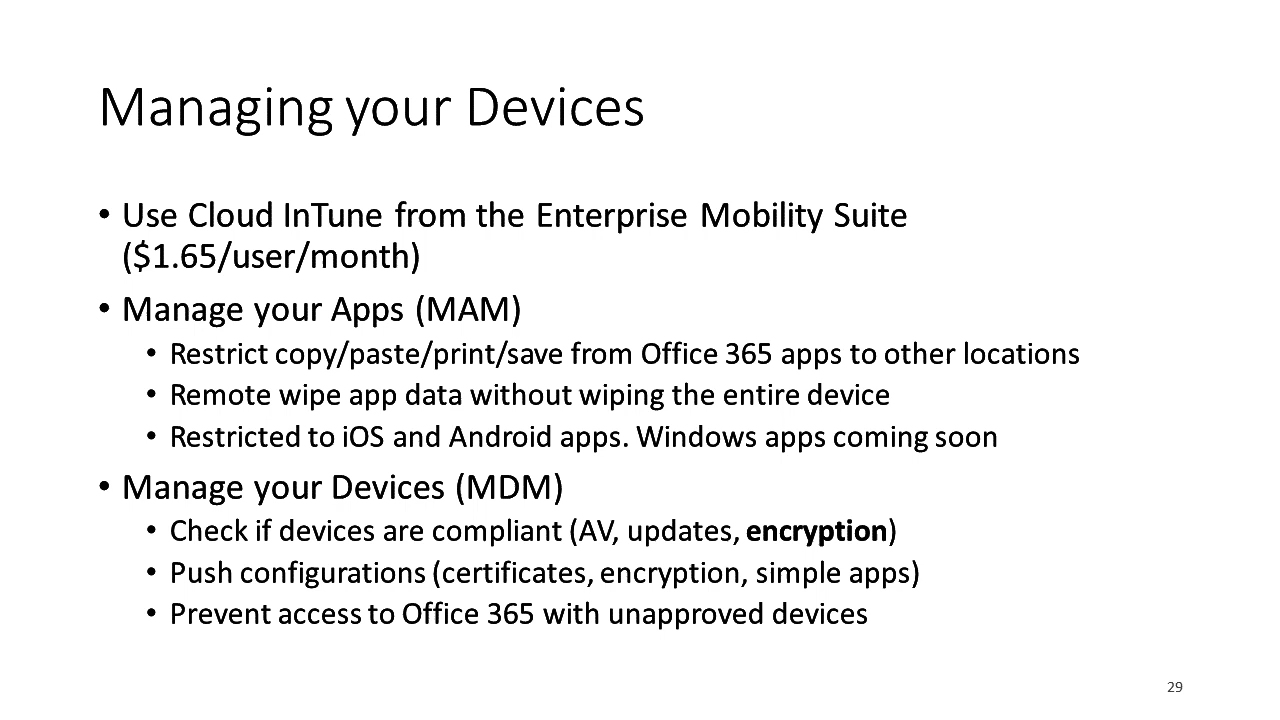 Managing your Devices
• Use Cloud InTune from the Enterprise Mobility Suite
($1.65/user/month)
• Manage your Apps (MAM)
• Restrict copy/paste/print/save from Office 365 apps to other locations
• Remote wipe app data without wiping the entire device
• Restricted to iOS and Android apps. Windows apps coming soon
• Manage your Devices (MDM)
• Check if devices are compliant (AV, updates, encryption)
• Push configurations (certificates, encryption, simple apps)
• Prevent access to Office 365 with unapproved devices
29